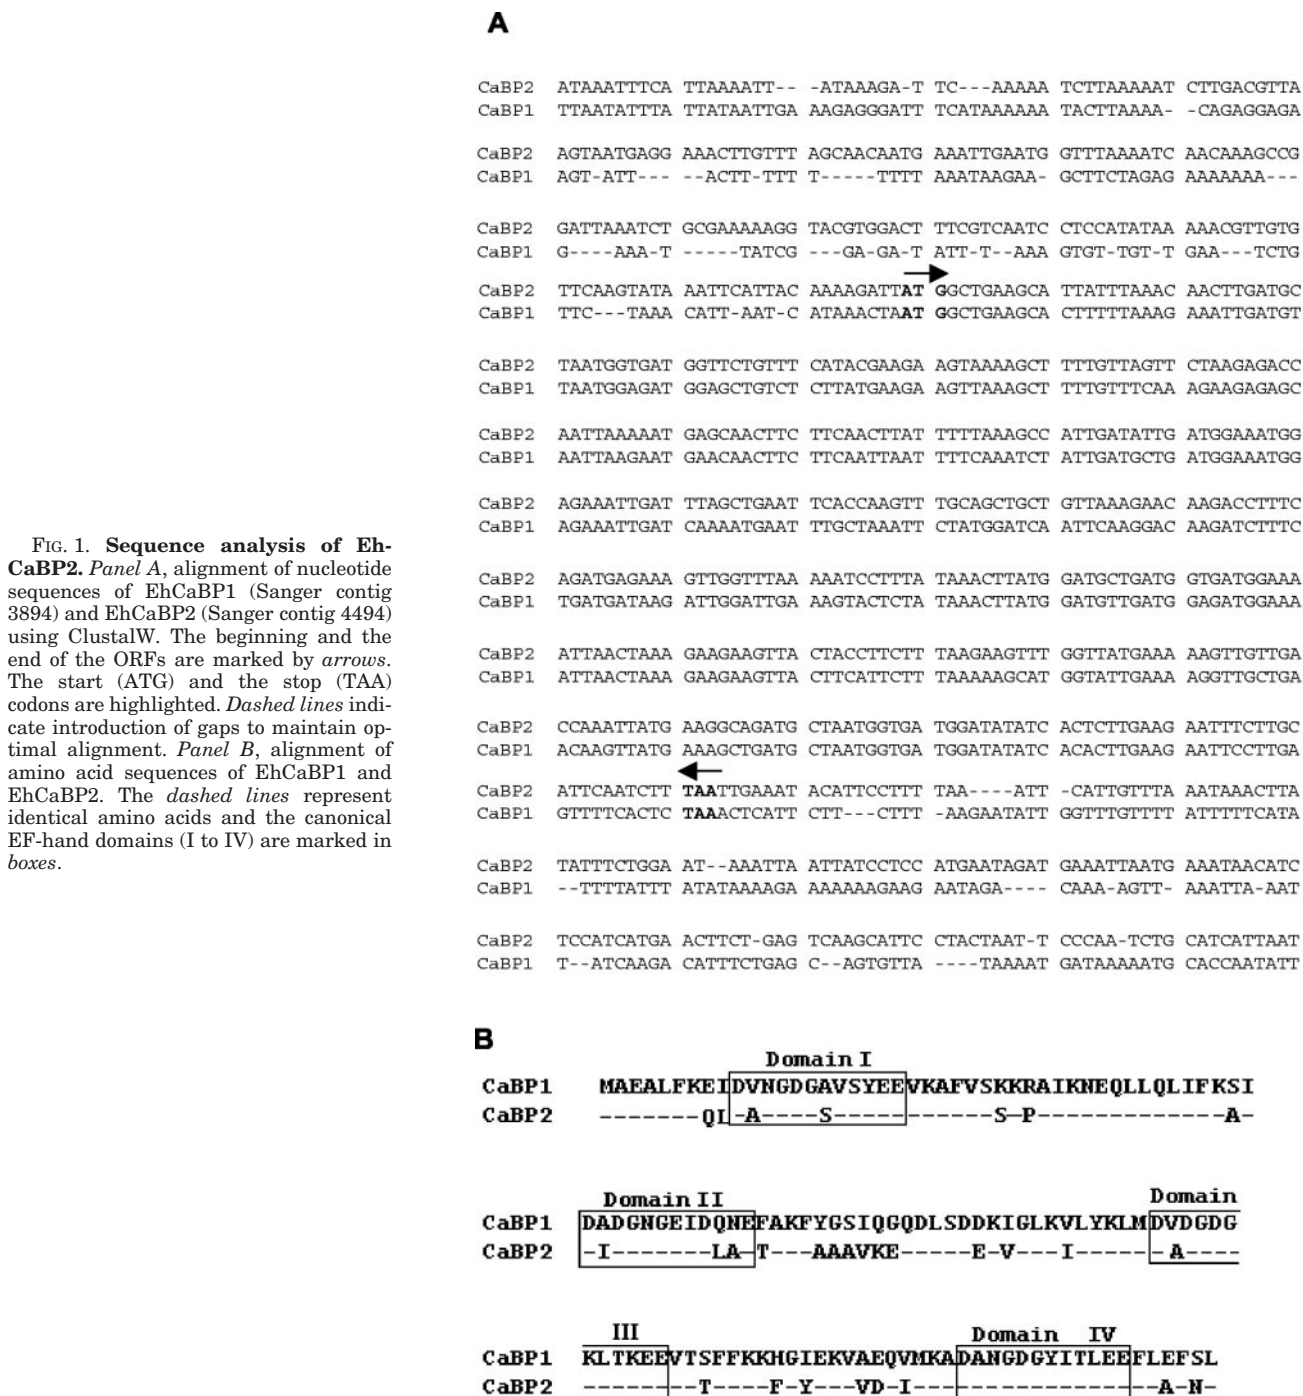 A
CaBP2 ATAAATTTCA TTAAAATT-- -ATAAAGA-T TC---AAAAA TCTTAAAAAT CTTGACGTTA
CaBP1 TTAATATTTA TTATAATTGA AAGAGGGATT TCATAAAAAA TACTTAAAA- -CAGAGGAGA
CaBP2 AGTAATGAGG AAACTTGTTT AGCAACAATG AAATTGAATG GTTTAAAATC AACAAAGCCG
CaBP1 AGT-ATT--- --ACTT-TTT T-----TTTT AAATAAGAA- GCTTCTAGAG AAAAAAA---
CaBP2 GATTAAATCT GCGAAAAAGG TACGTGGACT TTCGTCAATC CTCCATATAA AAACGTTGTG
CaBP1 G----AAA-T -----TATCG ---GA-GA-T ATT-T--AAA GTGT-TGT-T GAA---TCTG
CaBP2 TTCAAGTATA AATTCATTAC AAAAGATTAT GGCTGAAGCA TTATTTAAAC AACTTGATGC
CaBP1 TTC---TAAA CATT-AAT-C ATAAACTAAT GGCTGAAGCA CTTTTTAAAG AAATTGATGT
CaBP2 TAATGGTGAT GGTTCTGTTT CATACGAAGA AGTAAAAGCT TTTGTTAGTT CTAAGAGACC
CaBP1 TAATGGAGAT GGAGCTGTCT CTTATGAAGA AGTTAAAGCT TTTGTTTCAA AGAAGAGAGC
CaBP2 AATTAAAAAT GAGCAACTTC TTCAACTTAT TTTTAAAGCC ATTGATATTG ATGGAAATGG
CaBP1 AATTAAGAAT GAACAACTTC TTCAATTAAT TTTCAAATCT ATTGATGCTG ATGGAAATGG
CaBP2 AGAAATTGAT TTAGCTGAAT TCACCAAGTT TGCAGCTGCT GTTAAAGAAC AAGACCTTTC
CaBP1 AGAAATTGAT CAAAATGAAT TTGCTAAATT CTATGGATCA ATTCAAGGAC AAGATCTTTC
CaBP2 AGATGAGAAA GTTGGTTTAA AAATCCTTTA TAAACTTATG GATGCTGATG GTGATGGAAA
CaBP1 TGATGATAAG ATTGGATTGA AAGTACTCTA TAAACTTATG GATGTTGATG GAGATGGAAA
CaBP2 ATTAACTAAA GAAGAAGTTA CTACCTTCTT TAAGAAGTTT GGTTATGAAA AAGTTGTTGA
CaBP1 ATTAACTAAA GAAGAAGTTA CTTCATTCTT TAAAAAGCAT GGTATTGAAA AGGTTGCTGA
CaBP2 CCAAATTATG AAGGCAGATG CTAATGGTGA TGGATATATC ACTCTTGAAG AATTTCTTGC
CaBP1 ACAAGTTATG AAAGCTGATG CTAATGGTGA TGGATATATC ACACTTGAAG AATTCCTTGA
CaBP2 ATTCAATCTT TAATTGAAAT ACATTCCTTT TAA----ATT -CATTGTTTA AATAAACTTA
CaBP1 GTTTTCACTC TAAACTCATT CTT---CTTT -AAGAATATT GGTTTGTTTT ATTTTTCATA
CaBP2 TATTTCTGGA AT--AAATTA ATTATCCTCC ATGAATAGAT GAAATTAATG AAATAACATC
CaBP1 --TTTTATTT ATATAAAAGA AAAAAAGAAG AATAGA---- CAAA-AGTT- AAATTA-AAT
CaBP2 TCCATCATGA ACTTCT-GAG TCAAGCATTC CTACTAAT-T CCCAA-TCTG CATCATTAAT
CaBP1 T--ATCAAGA CATTTCTGAGC C--AGTGTTA ----TAAAAT GATAAAAATG CACCAATATT
FIG. 1. Sequence analysis of Eh-
CaBP2. Panel A, alignment of nucleotide
sequences of EhCaBP1 (Sanger contig
3894) and EhCaBP2 (Sanger contig 4494)
using ClustalW. The beginning and the
end of the ORFs are marked by arrows.
The start (ATG) and the stop (TAA)
codons are highlighted. Dashed lines indi-
cate introduction of gaps to maintain op-
timal alignment. Panel B, alignment of
amino acid sequences of EhCaBP1 and
EhCaBP2. The dashed lines represent
identical amino acids and the canonical
EF-hand domains (I to IV) are marked in
boxes.
B
Domain I
CaBP1 MAEALFKEIDVNGDGAVSYEEVKAFVSKKRAIKNEQLLQLIFKSI
CaBP2 -------QL-A----S------------S-P-------------A-
Domain II Domain
CaBP1 DADGNGEIDQNEFAKFYGSIQGQDLSDDKIGLKVLYKLMDVDGDG
CaBP2 -I-------LA-T---AAAVKE-----E-V---I------A----
III Domain IV
CaBP1 KLTKEEVTSFFKKHGIEKVAEQVMKADANGDGYITLEEFLEFSL
CaBP2 --------T----F-Y---VD-I-----------------A-N-